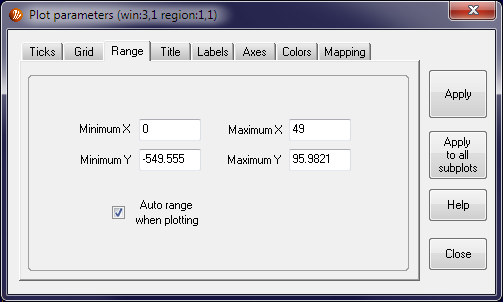 Plot parameters (win:3,1 region:1,1)
Ticks Grid Range Title Labels Axes Colors Mapping
Minimum X 0 Maximum X 49
Minimum Y -549.555 Maximum Y 95.9821
Auto range
when plotting
Apply
Apply
to all
subplots
Help
Close